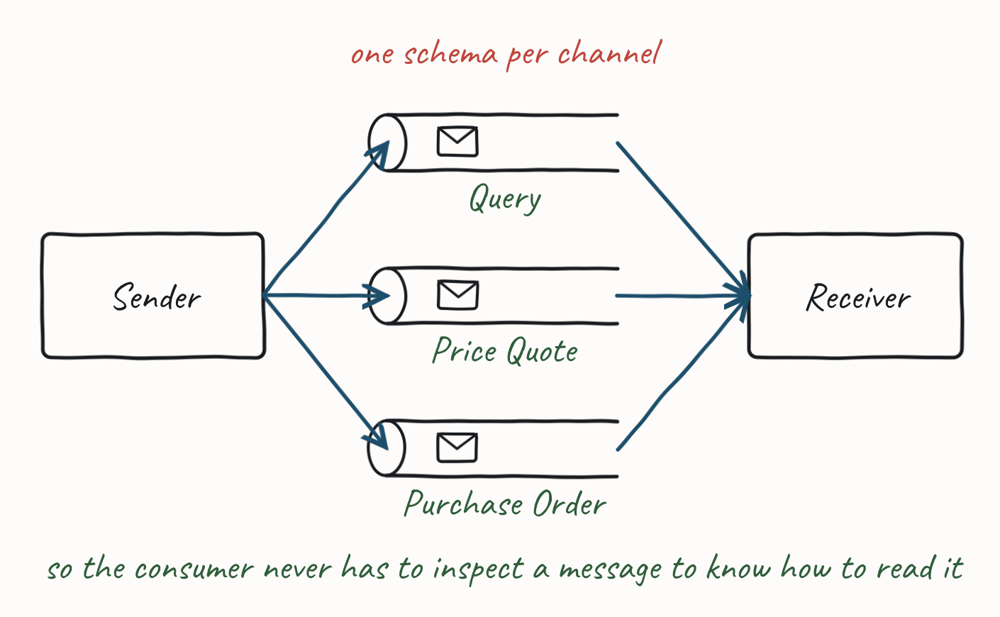 one schema per channel
Query
Sender
Receiver
Price Quote
Purchase Order
so the consumer never has to inspect a message to know how to read it